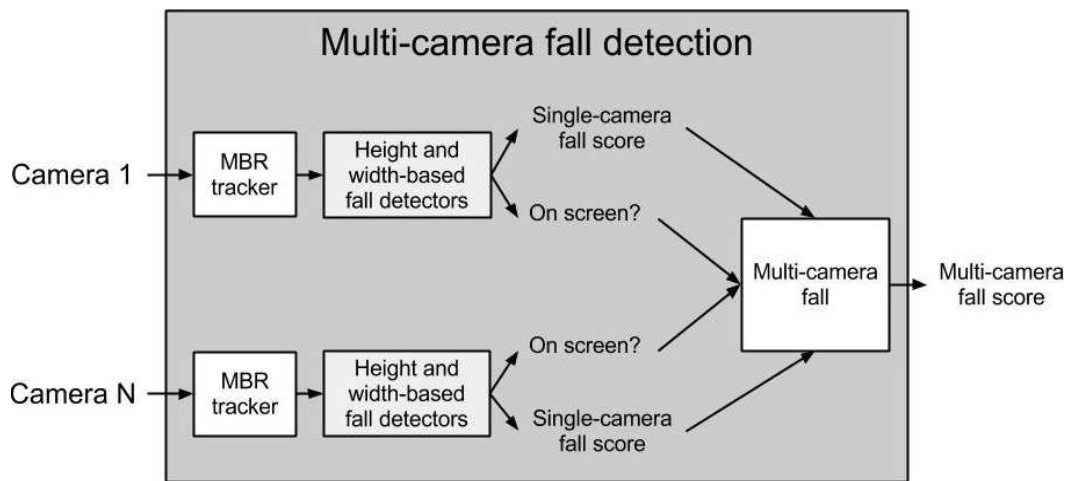 Multi-camera fall detection
Camera 1
MBR
tracker
Height and
width-based
fall detectors
Single-camera
fall score
On screen?
Multi-camera
fall
Multi-camera
fall score
Camera N
MBR
tracker
Height and
width-based
fall detectors
On screen?
Single-camera
fall score